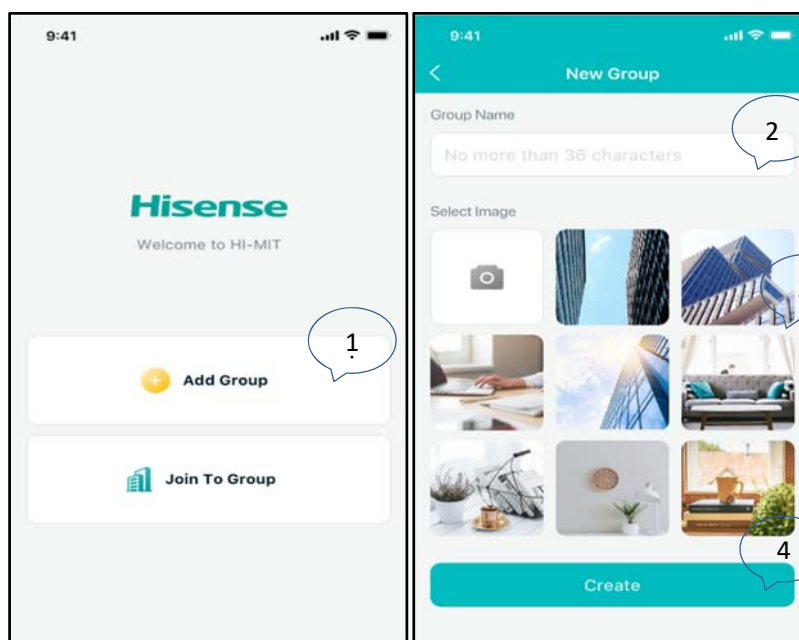 9:41
Hisense
Welcome to HI-MIT
1
.
Add Group
Join To Group
9:41
New Group
Group Name
2
No more than 36 characters
Select Image
4
Create